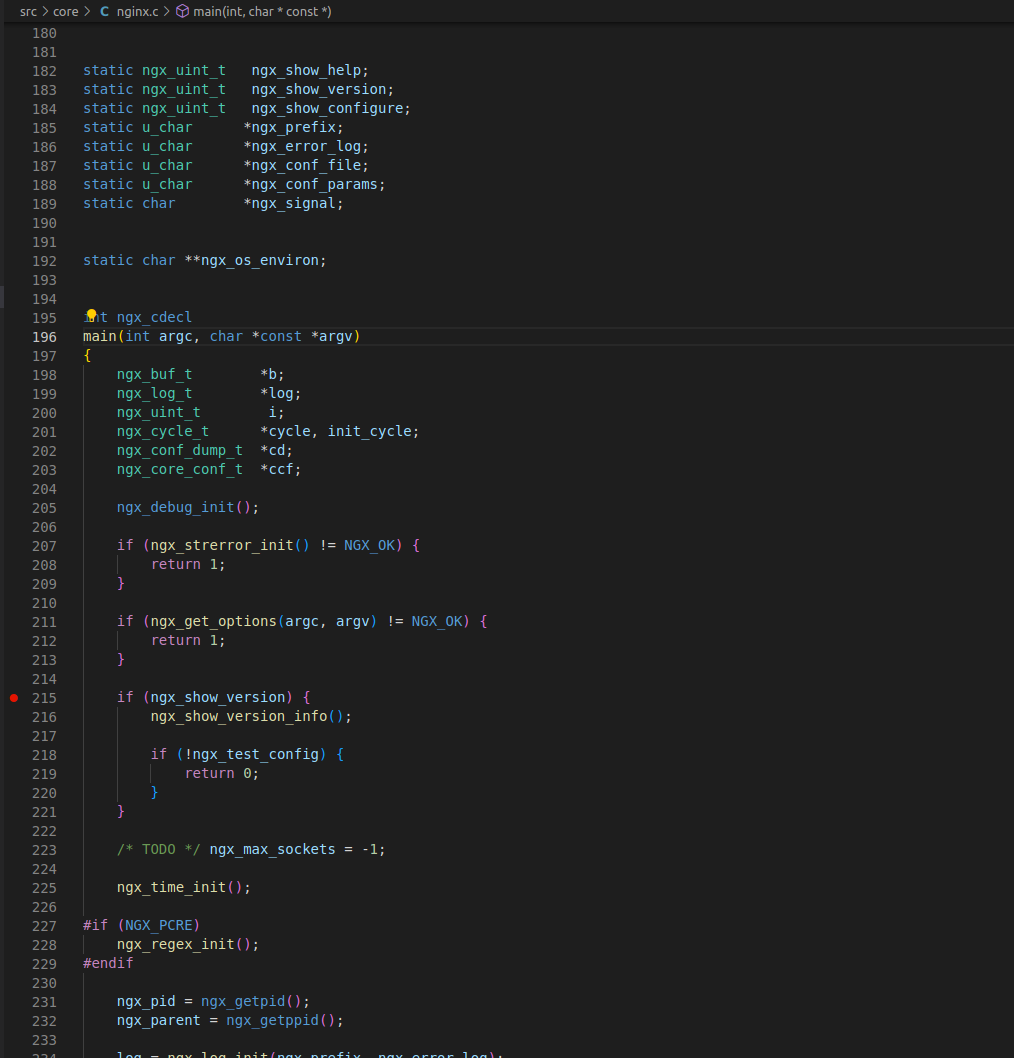 src > core > C nginx.c > main(int, char * const *)
180
181
182 static ngx_uint_t   ngx_show_help;
183 static ngx_uint_t   ngx_show_version;
184 static ngx_uint_t   ngx_show_configure;
185 static u_char      *ngx_prefix;
186 static u_char      *ngx_error_log;
187 static u_char      *ngx_conf_file;
188 static u_char      *ngx_conf_params;
189 static char        *ngx_signal;
190
191
192 static char **ngx_os_environ;
193
194
195 int ngx_cdecl
196 main(int argc, char *const *argv)
197 {
198     ngx_buf_t        *b;
199     ngx_log_t        *log;
200     ngx_uint_t        i;
201     ngx_cycle_t      *cycle, init_cycle;
202     ngx_conf_dump_t  *cd;
203     ngx_core_conf_t  *ccf;
204
205     ngx_debug_init();
206
207     if (ngx_strerror_init() != NGX_OK) {
208         return 1;
209     }
210
211     if (ngx_get_options(argc, argv) != NGX_OK) {
212         return 1;
213     }
214
215     if (ngx_show_version) {
216         ngx_show_version_info();
217
218         if (!ngx_test_config) {
219             return 0;
220         }
221     }
222
223     /* TODO */ ngx_max_sockets = -1;
224
225     ngx_time_init();
226
227 #if (NGX_PCRE)
228     ngx_regex_init();
229 #endif
230
231     ngx_pid = ngx_getpid();
232     ngx_parent = ngx_getppid();
233
234     log = ngx_log_init(ngx_prefix, ngx_error_log);